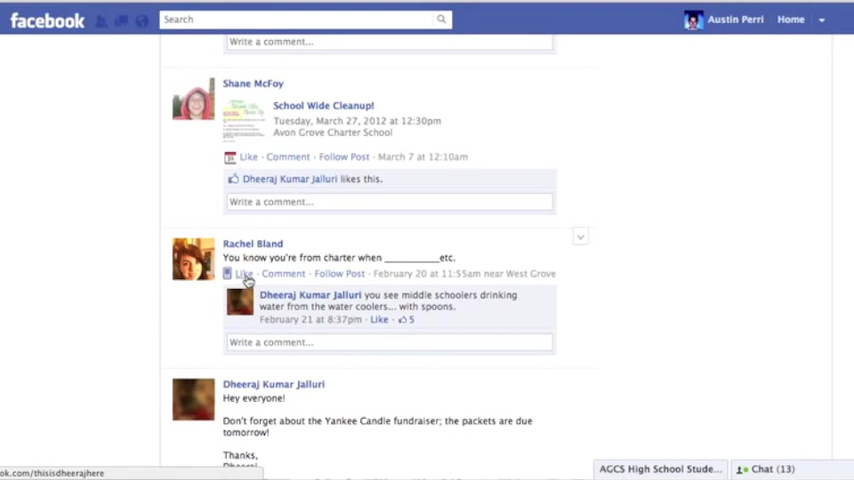 facebook
Search
Austin Perri
Home
Write a comment...
Shane McFoy
School Wide Cleanup!
Tuesday, March 27, 2012 at 12:30pm
Avon Grove Charter School
31 Like · Comment · Follow Post · March 7 at 12:10am
Dheeraj Kumar Jalluri likes this.
Write a comment...
Rachel Bland
You know you're from charter when ___________etc.
Like · Comment · Follow Post · February 20 at 11:55am near West Grove
Dheeraj Kumar Jalluri you see middle schoolers drinking
water from the water coolers... with spoons.
February 21 at 8:37pm · Like · 5
Write a comment...
Dheeraj Kumar Jalluri
Hey everyone!
Don't forget about the Yankee Candle fundraiser; the packets are due
tomorrow!
Thanks,
Dheeraj
ok.com/thisisdheerajhere
AGCS High School Stude...
Chat (13)